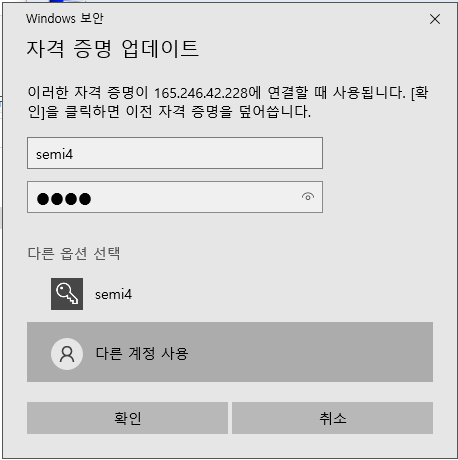 Windows 보안
자격 증명 업데이트
이러한 자격 증명이 165.246.42.228에 연결할 때 사용됩니다. [확
인]을 클릭하면 이전 자격 증명을 덮어씁니다.
semi4
●●●●
다른 옵션 선택
semi4
다른 계정 사용
확인
취소